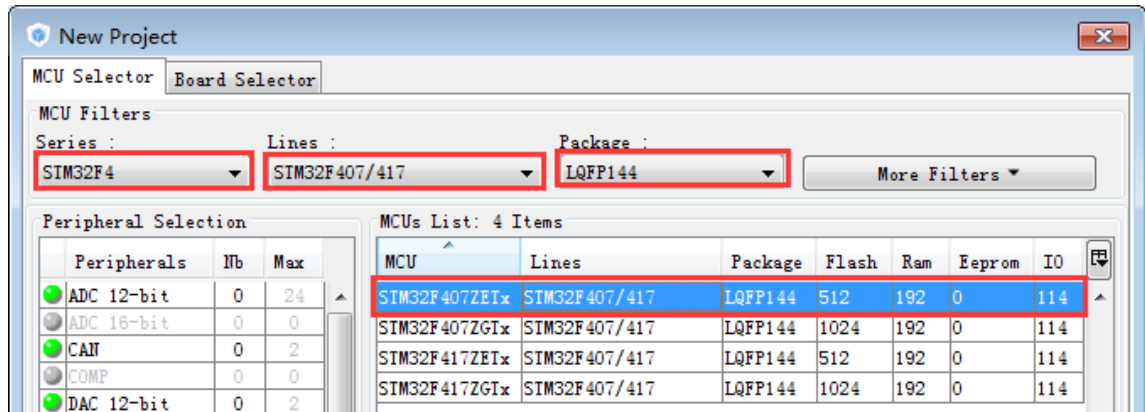 New Project
MCU Selector Board Selector
MCU Filters
Series : Lines : Package :
STM32F4 STM32F407/417 LQFP144 More Filters
Peripheral Selection MCUs List: 4 Items
Peripherals Nb Max MCU Lines Package Flash Ram Eeprom IO
ADC 12-bit 0 24 STM32F407ZETx STM32F407/417 LQFP144 512 192 0 114
ADC 16-bit 0 0 STM32F407ZGTx STM32F407/417 LQFP144 1024 192 0 114
CAN 0 2 STM32F417ZETx STM32F407/417 LQFP144 512 192 0 114
COMP 0 0 STM32F417ZGTx STM32F407/417 LQFP144 1024 192 0 114
DAC 12-bit 0 2